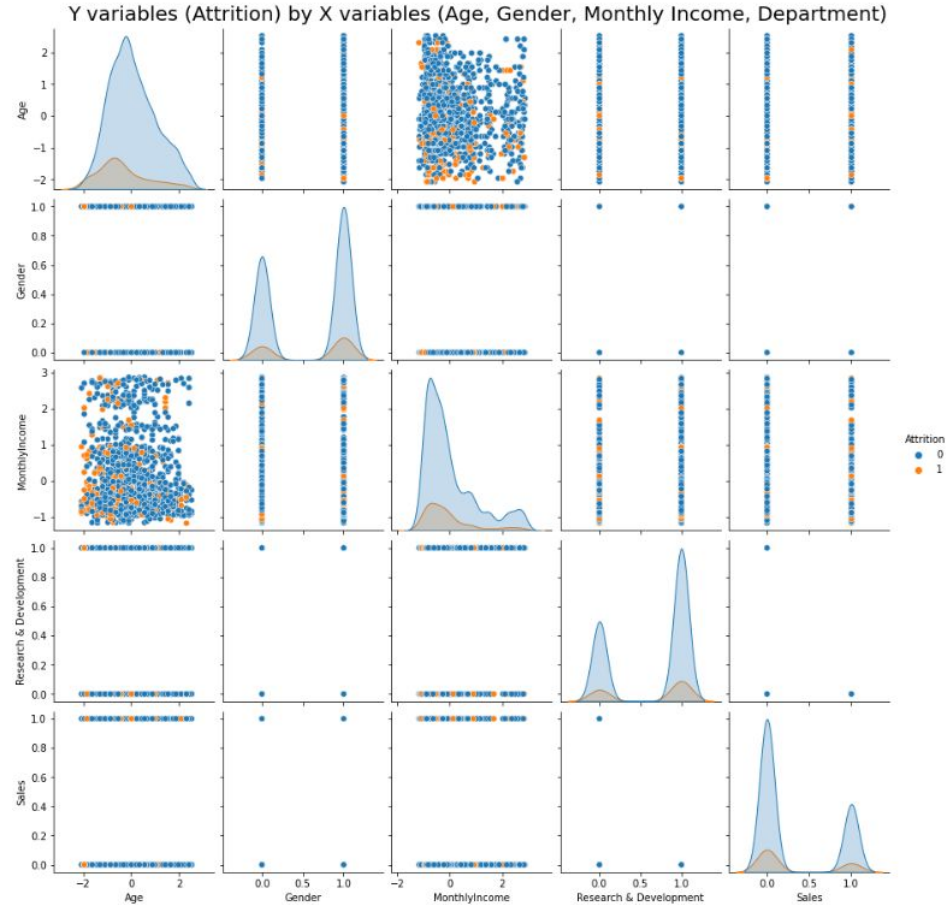 Y variables (Attrition) by X variables (Age, Gender, Monthly Income, Department)
2
1
0
−1
−2
Age
1.0
0.8
0.6
0.4
0.2
0.0
Gender
3
2
1
0
−1
MonthlyIncome
Attrition
0
1
1.0
0.8
0.6
0.4
0.2
0.0
Research & Development
1.0
0.8
0.6
0.4
0.2
0.0
Sales
−2 0 2
Age
0.0 0.5 1.0
Gender
−2 0 2
MonthlyIncome
0.0 0.5 1.0
Research & Development
0.0 0.5 1.0
Sales